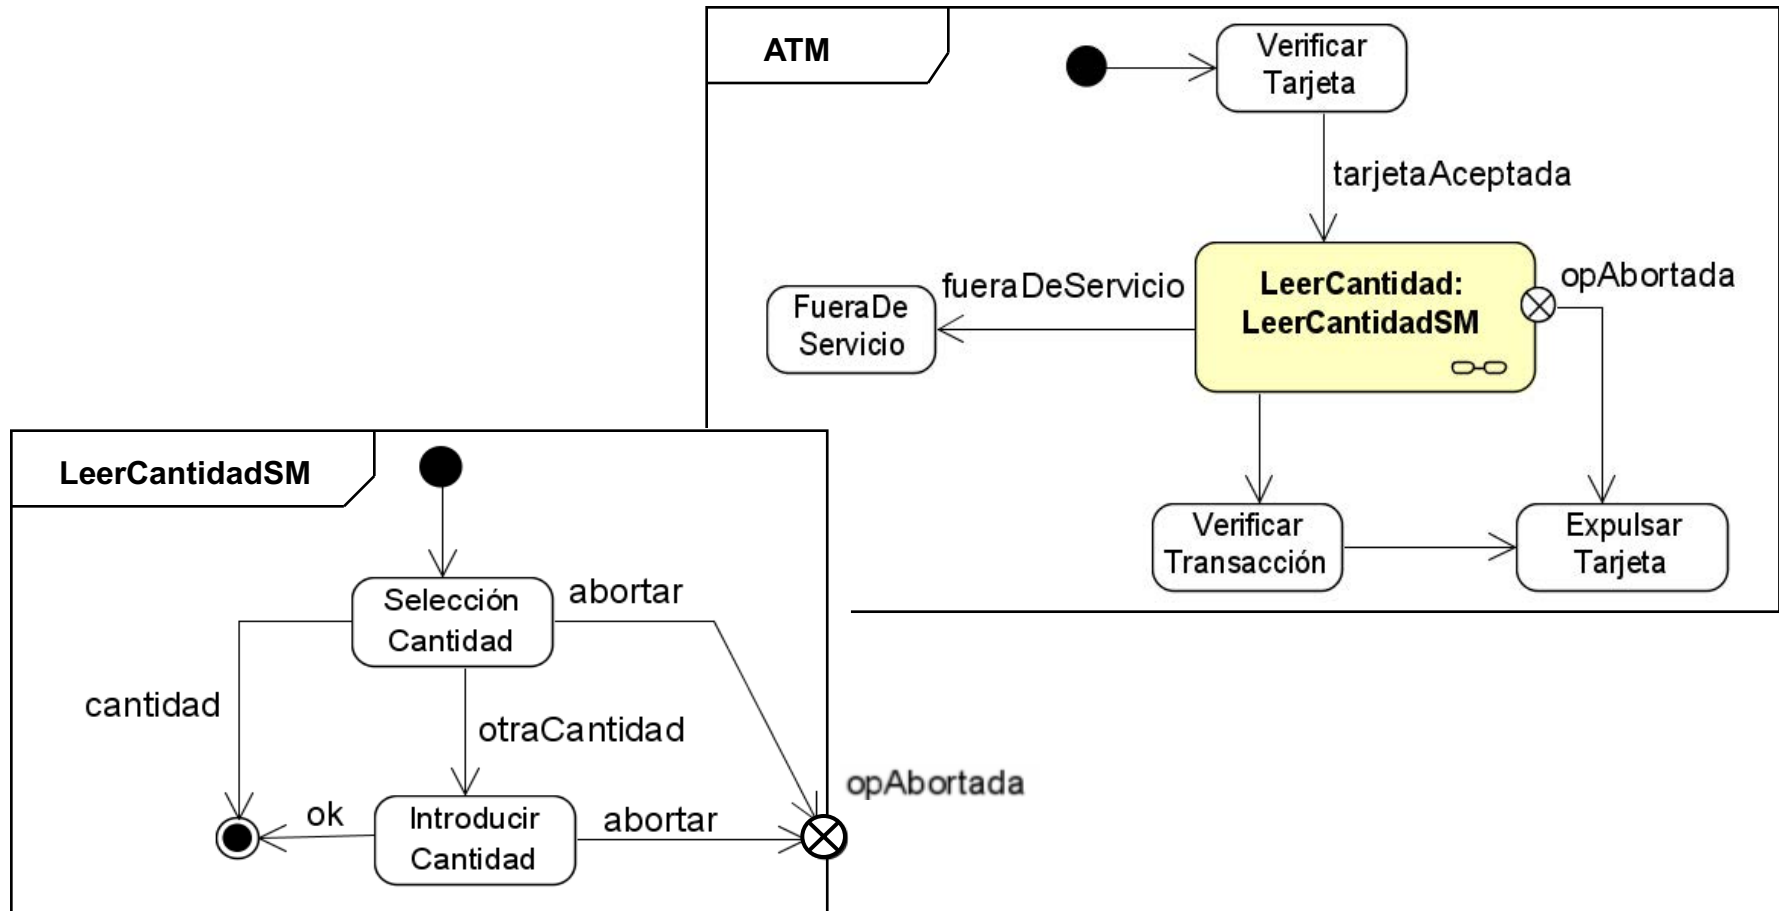 ATM
Verificar
Tarjeta
tarjetaAceptada
LeerCantidad:
LeerCantidadSM
opAbortada
fueraDeServicio
FueraDe
Servicio
Verificar
Transacción
Expulsar
Tarjeta
LeerCantidadSM
Selección
Cantidad
abortar
cantidad
otraCantidad
opAbortada
ok
Introducir
Cantidad
abortar